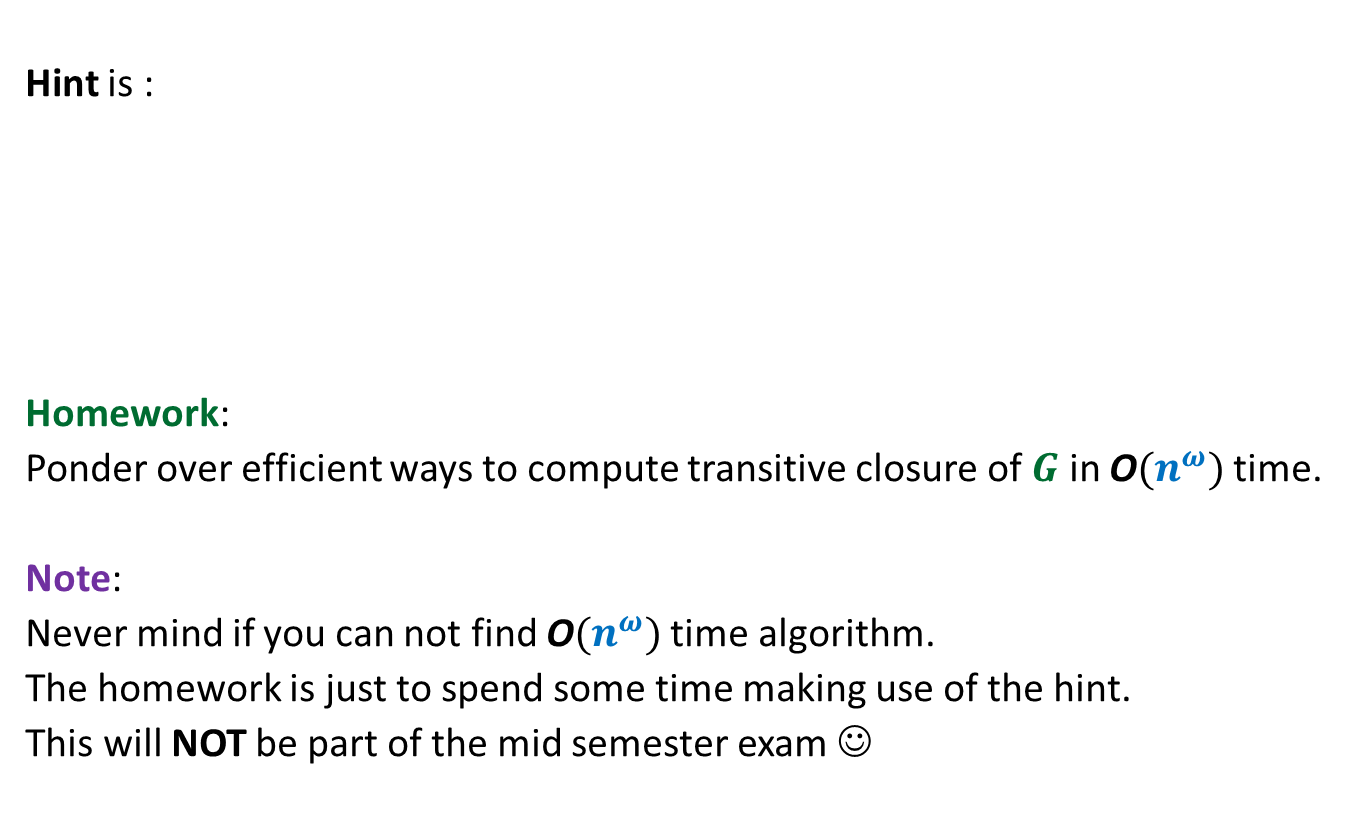 Hint is :
Homework:
Ponder over efficient ways to compute transitive closure of G in O(n^ω) time.
Note:
Never mind if you can not find O(n^ω) time algorithm.
The homework is just to spend some time making use of the hint.
This will NOT be part of the mid semester exam ☺